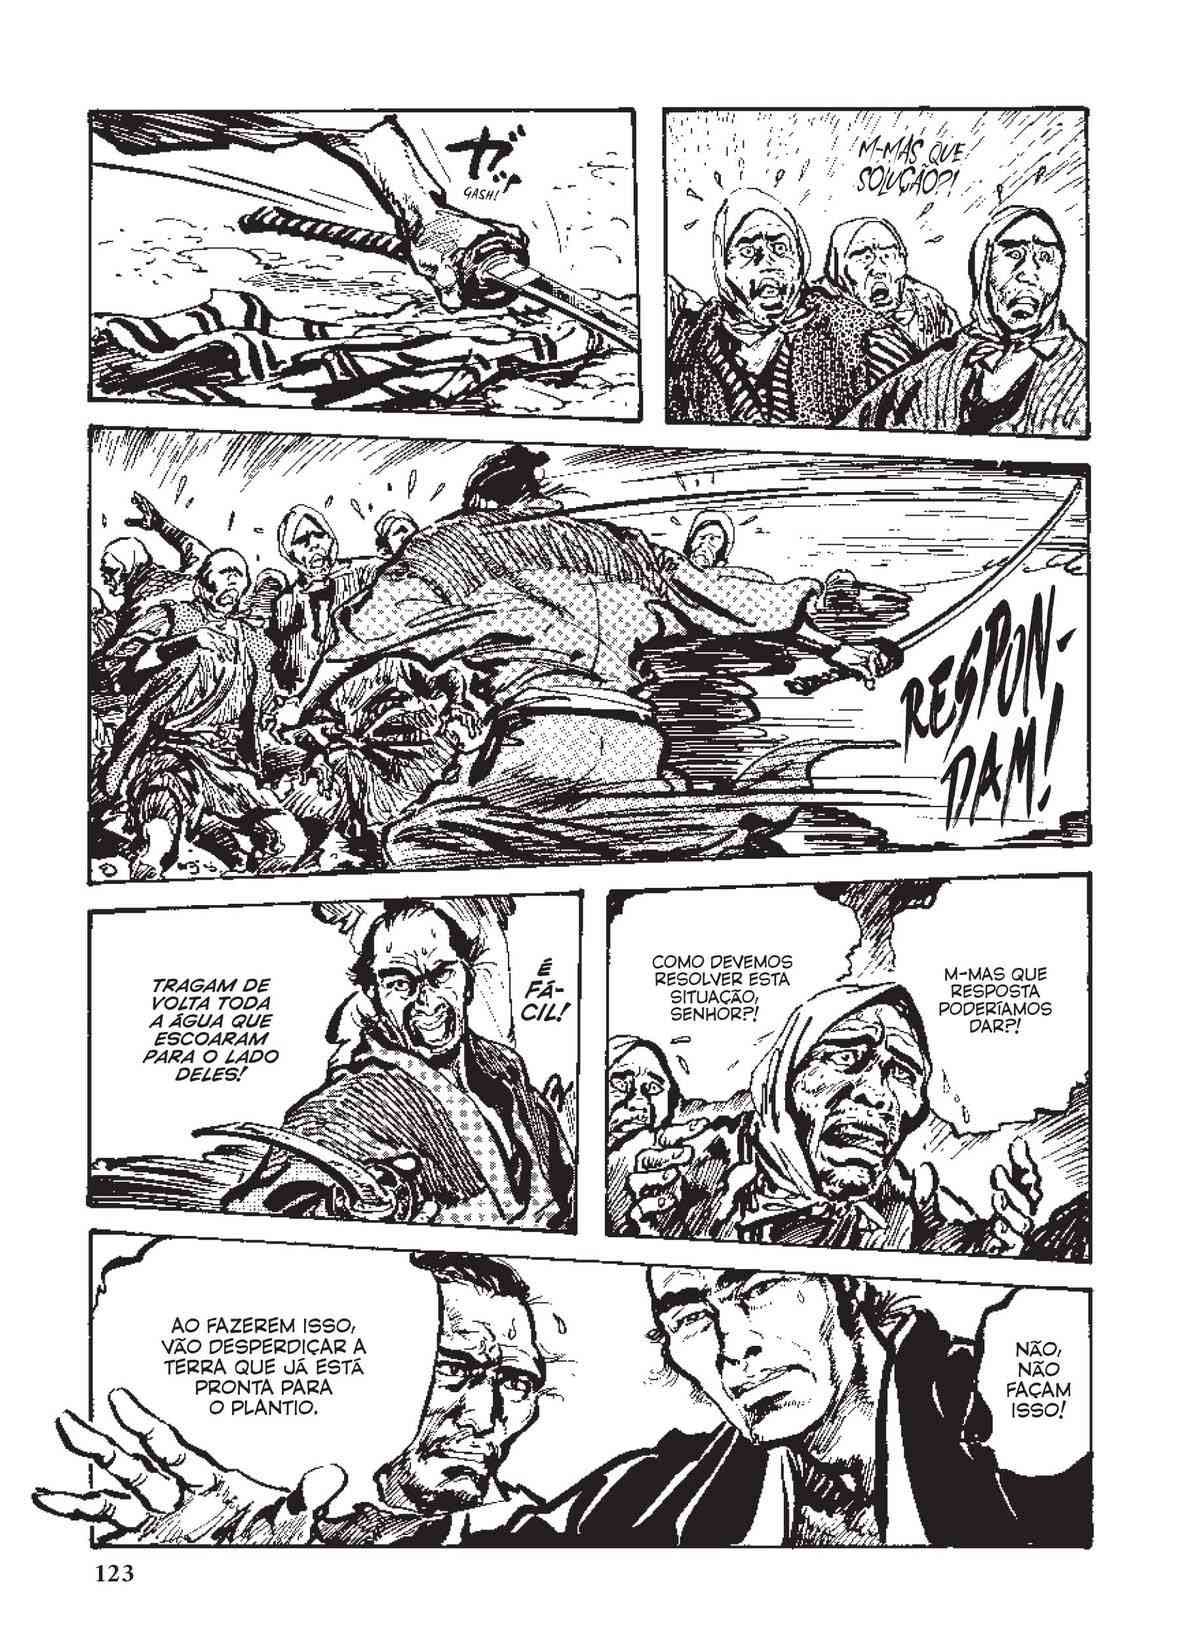 ガッ
GASH!
M-MAS QUE
SOLUÇÃO?!
RESPON-
DAM!
TRAGAM DE
VOLTA TODA
A ÁGUA QUE
ESCOARAM
PARA O LADO
DELES!
É
FÁ-
CIL!
COMO DEVEMOS
RESOLVER ESTA
SITUAÇÃO,
SENHOR?!
M-MAS QUE
RESPOSTA
PODERÍAMOS
DAR?!
AO FAZEREM ISSO,
VÃO DESPERDIÇAR A
TERRA QUE JÁ ESTÁ
PRONTA PARA
O PLANTIO.
NÃO,
NÃO
FAÇAM
ISSO!
123